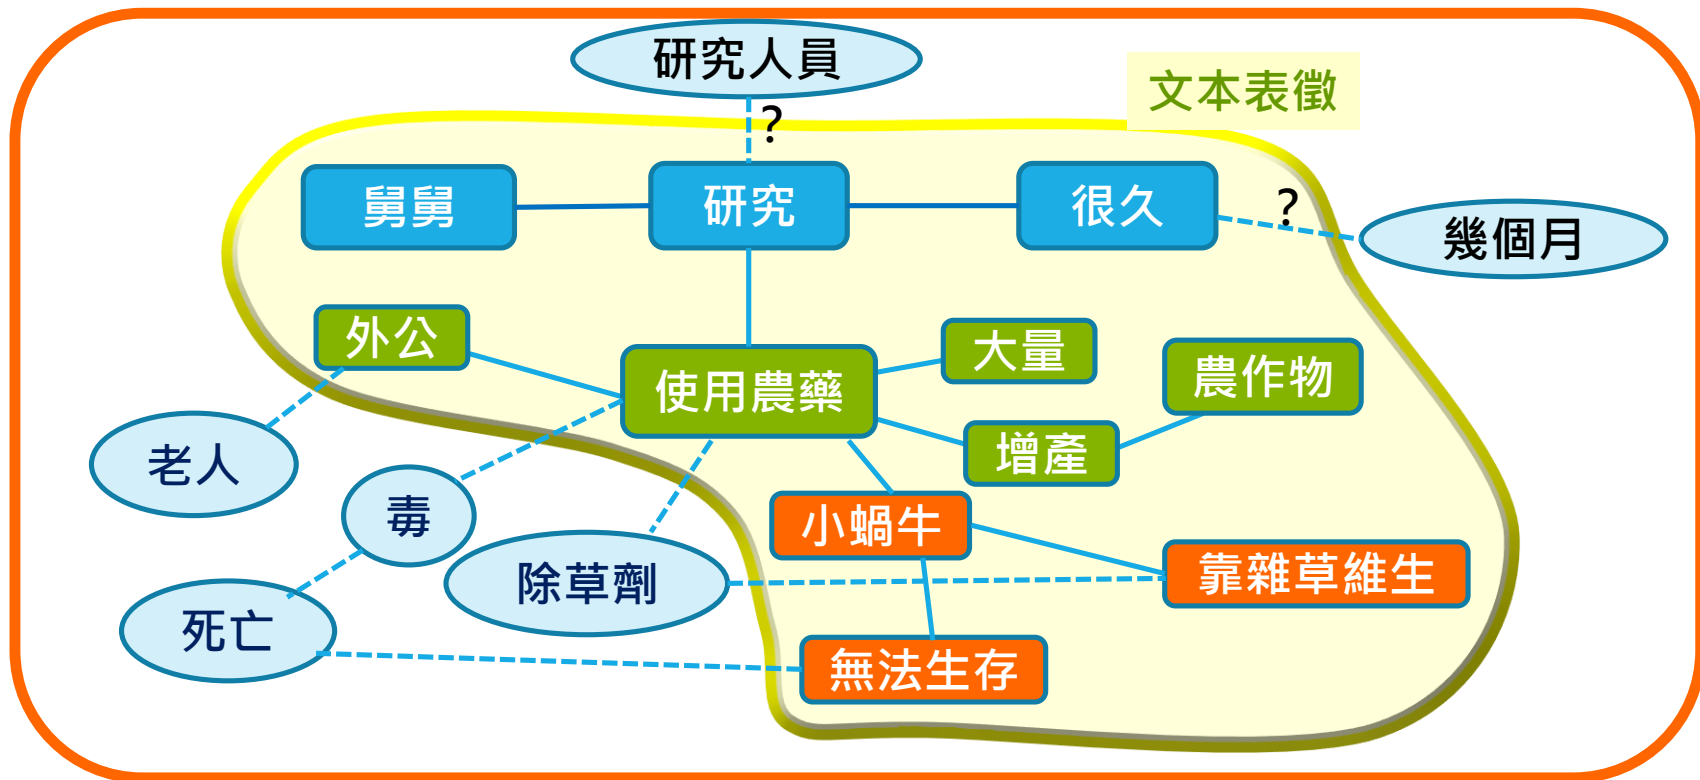 研究人員
文本表徵
?
舅舅
研究
很久
?
幾個月
外公
大量
農作物
使用農藥
增產
老人
毒
小蝸牛
除草劑
靠雜草維生
死亡
無法生存